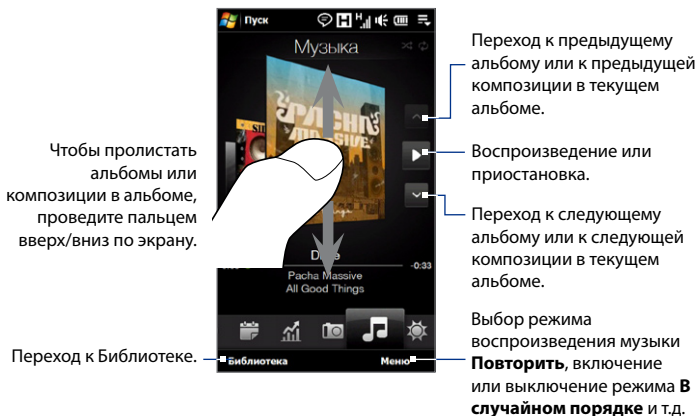 Пуск
Музыка
PACHA
MASSIVE
-0:33
Pacha Massive
All Good Things
Библиотека
Меню
Чтобы пролистать
альбомы или
композиции в альбоме,
проведите пальцем
вверх/вниз по экрану.
Переход к Библиотеке.
Переход к предыдущему
альбому или к предыдущей
композиции в текущем
альбоме.
Воспроизведение или
приостановка.
Переход к следующему
альбому или к следующей
композиции в текущем
альбоме.
Выбор режима
воспроизведения музыки
Повторить, включение
или выключение режима В
случайном порядке и т.д.